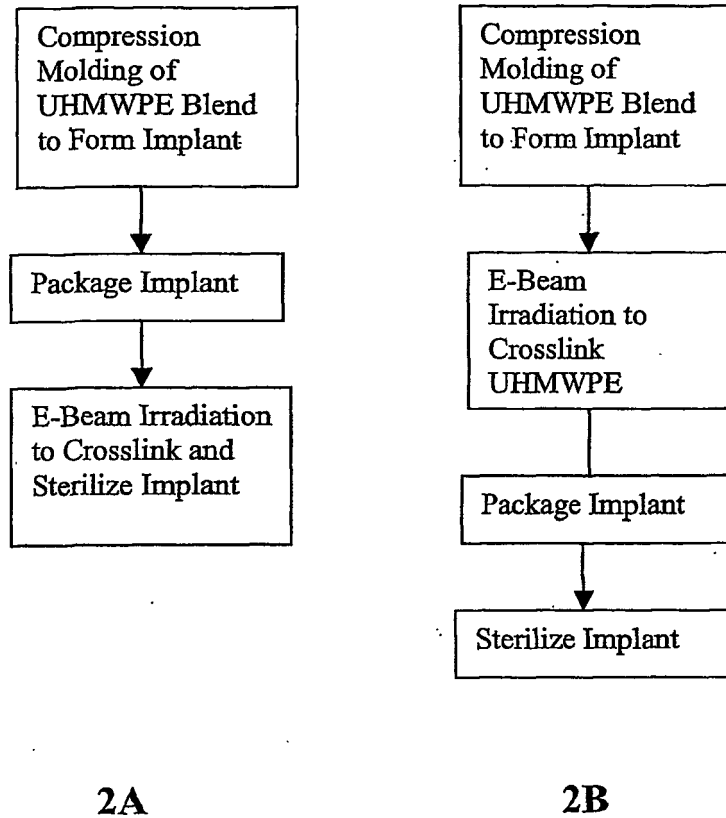 Compression
Molding of
UHMWPE Blend
to Form Implant
Package Implant
E-Beam Irradiation
to Crosslink and
Sterilize Implant
2A
Compression
Molding of
UHMWPE Blend
to Form Implant
E-Beam
Irradiation to
Crosslink
UHMWPE
Package Implant
Sterilize Implant
2B